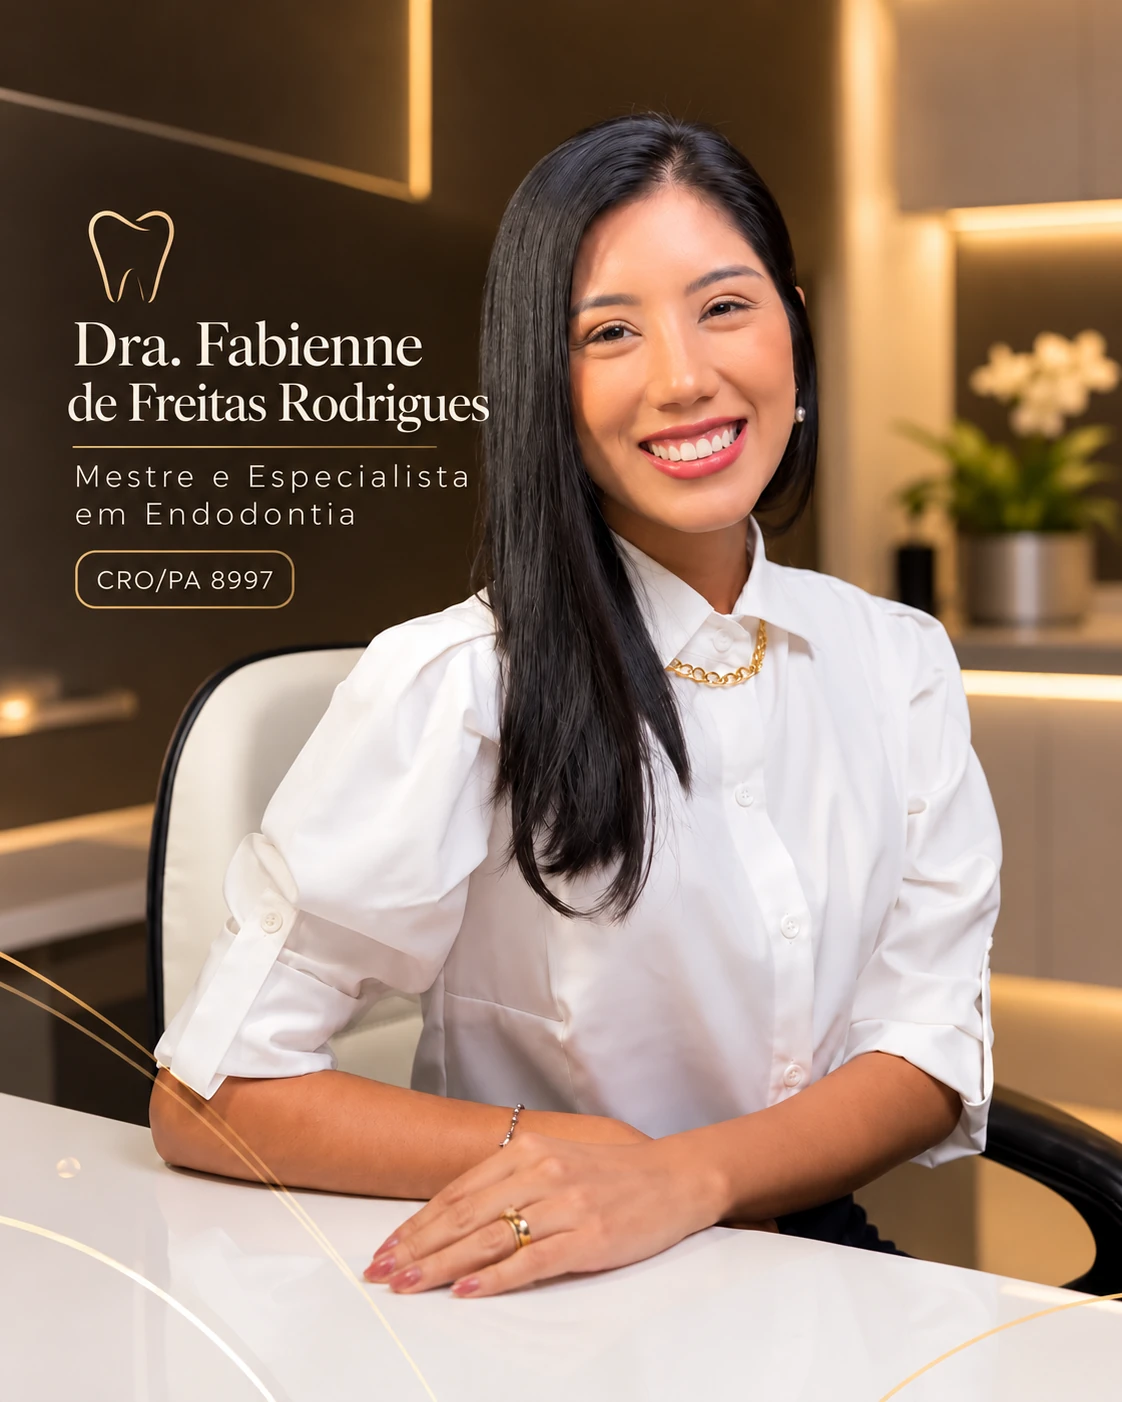 Dra. Fabienne
de Freitas Rodrigues
Mestre e Especialista
em Endodontia
CRO/PA 8997